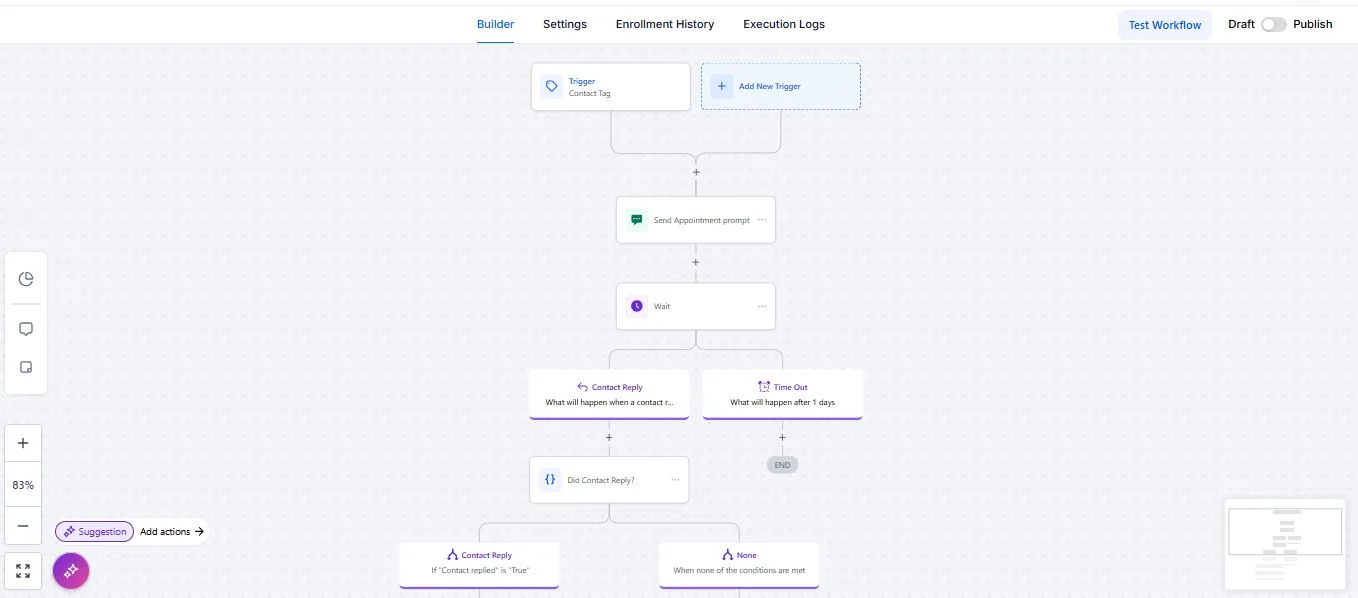 Builder
Settings
Enrollment History
Execution Logs
Test Workflow
Draft
Publish
Trigger
Contact Tag
Add New Trigger
Send Appointment prompt
Wait
Contact Reply
What will happen when a contact r...
Time Out
What will happen after 1 days
Did Contact Reply?
END
83%
Suggestion
Add actions
Contact Reply
If "Contact replied" is "True"
None
When none of the conditions are met